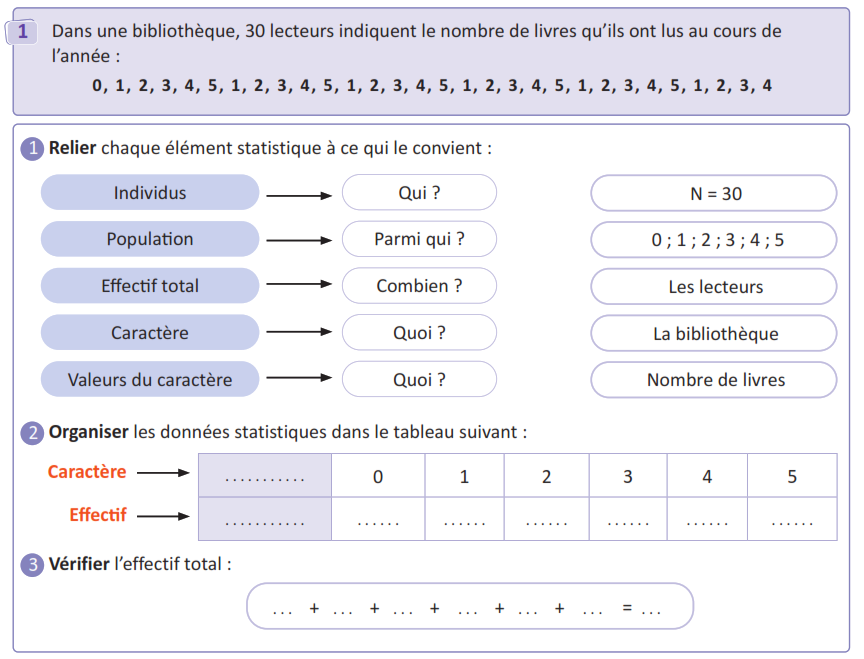 1 Dans une bibliothèque, 30 lecteurs indiquent le nombre de livres qu'ils ont lus au cours de
l'année :
0, 1, 2, 3, 4, 5, 1, 2, 3, 4, 5, 1, 2, 3, 4, 5, 1, 2, 3, 4, 5, 1, 2, 3, 4, 5, 1, 2, 3, 4
1 Relier chaque élément statistique à ce qui le convient :
Individus Qui ? N = 30
Population Parmi qui ? 0 ; 1 ; 2 ; 3 ; 4 ; 5
Effectif total Combien ? Les lecteurs
Caractère Quoi ? La bibliothèque
Valeurs du caractère Quoi ? Nombre de livres
2 Organiser les données statistiques dans le tableau suivant :
Caractère ........... 0 1 2 3 4 5
Effectif ........... ...... ...... ...... ...... ...... ......
3 Vérifier l'effectif total :
... + ... + ... + ... + ... + ... = ...